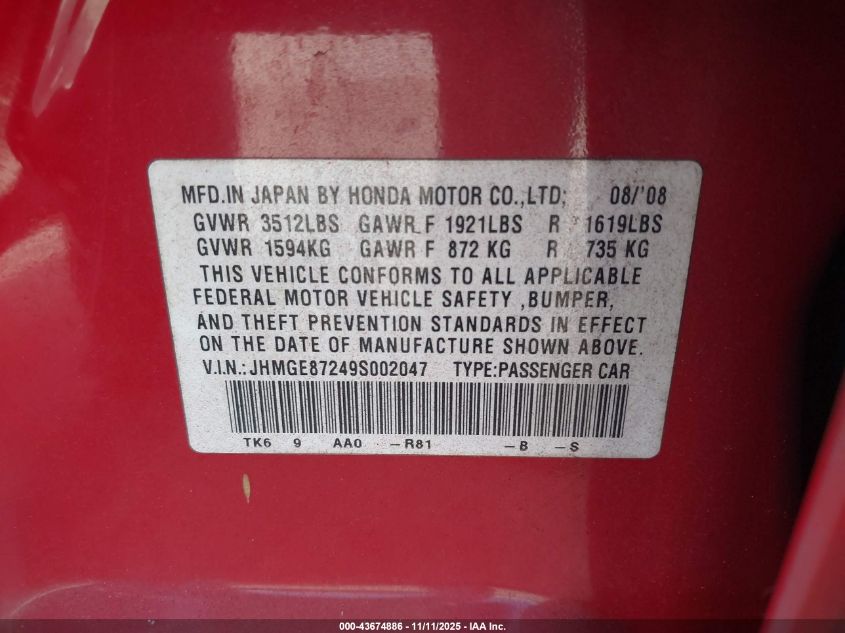 MFD.IN JAPAN BY HONDA MOTOR CO.,LTD; 08/'08
GVWR 3512LBS GAWR F 1921LBS R 1619LBS
GVWR 1594KG GAWR F 872 KG R 735 KG
THIS VEHICLE CONFORMS TO ALL APPLICABLE
FEDERAL MOTOR VEHICLE SAFETY ,BUMPER,
AND THEFT PREVENTION STANDARDS IN EFFECT
ON THE DATE OF MANUFACTURE SHOWN ABOVE.
V.I.N.: JHMGE87249S002047 TYPE:PASSENGER CAR
TK6 9 AA0 -R81 -B -S
000-43674886 - 11/11/2025 - IAA Inc.